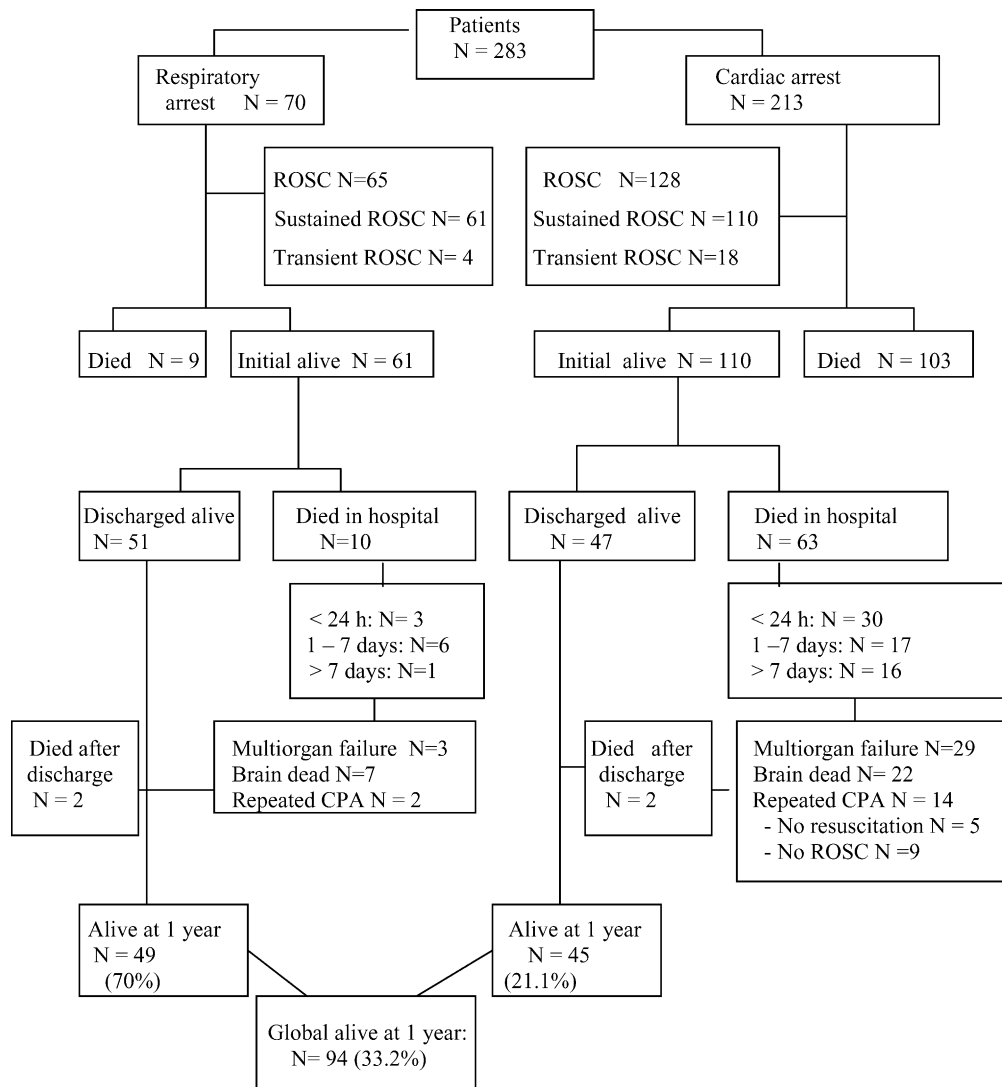 Patients
N = 283
Respiratory
arrest N = 70
Cardiac arrest
N = 213
ROSC N=65
Sustained ROSC N= 61
Transient ROSC N= 4
ROSC N=128
Sustained ROSC N =110
Transient ROSC N=18
Died N = 9
Initial alive N = 61
Initial alive N = 110
Died N = 103
Discharged alive
N= 51
Died in hospital
N=10
Discharged alive
N = 47
Died in hospital
N = 63
< 24 h: N= 3
1 – 7 days: N=6
> 7 days: N=1
< 24 h: N = 30
1 –7 days: N = 17
> 7 days: N = 16
Died after
discharge
N = 2
Multiorgan failure N=3
Brain dead N=7
Repeated CPA N = 2
Died after
discharge
N = 2
Multiorgan failure N=29
Brain dead N= 22
Repeated CPA N = 14
- No resuscitation N = 5
- No ROSC N =9
Alive at 1 year
N = 49
(70%)
Alive at 1 year
N = 45
(21.1%)
Global alive at 1 year:
N= 94 (33.2%)